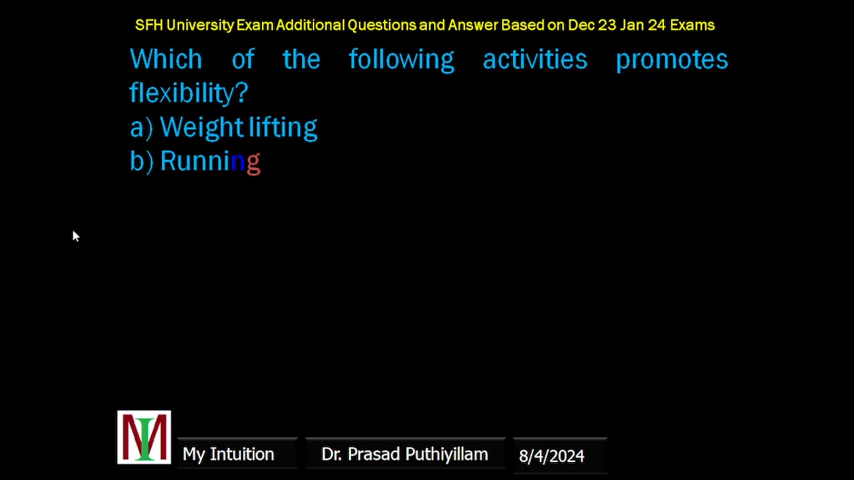 SFH University Exam Additional Questions and Answer Based on Dec 23 Jan 24 Exams
Which of the following activities promotes
flexibility?
a) Weight lifting
b) Running
MI
My Intuition
Dr. Prasad Puthiyillam
8/4/2024